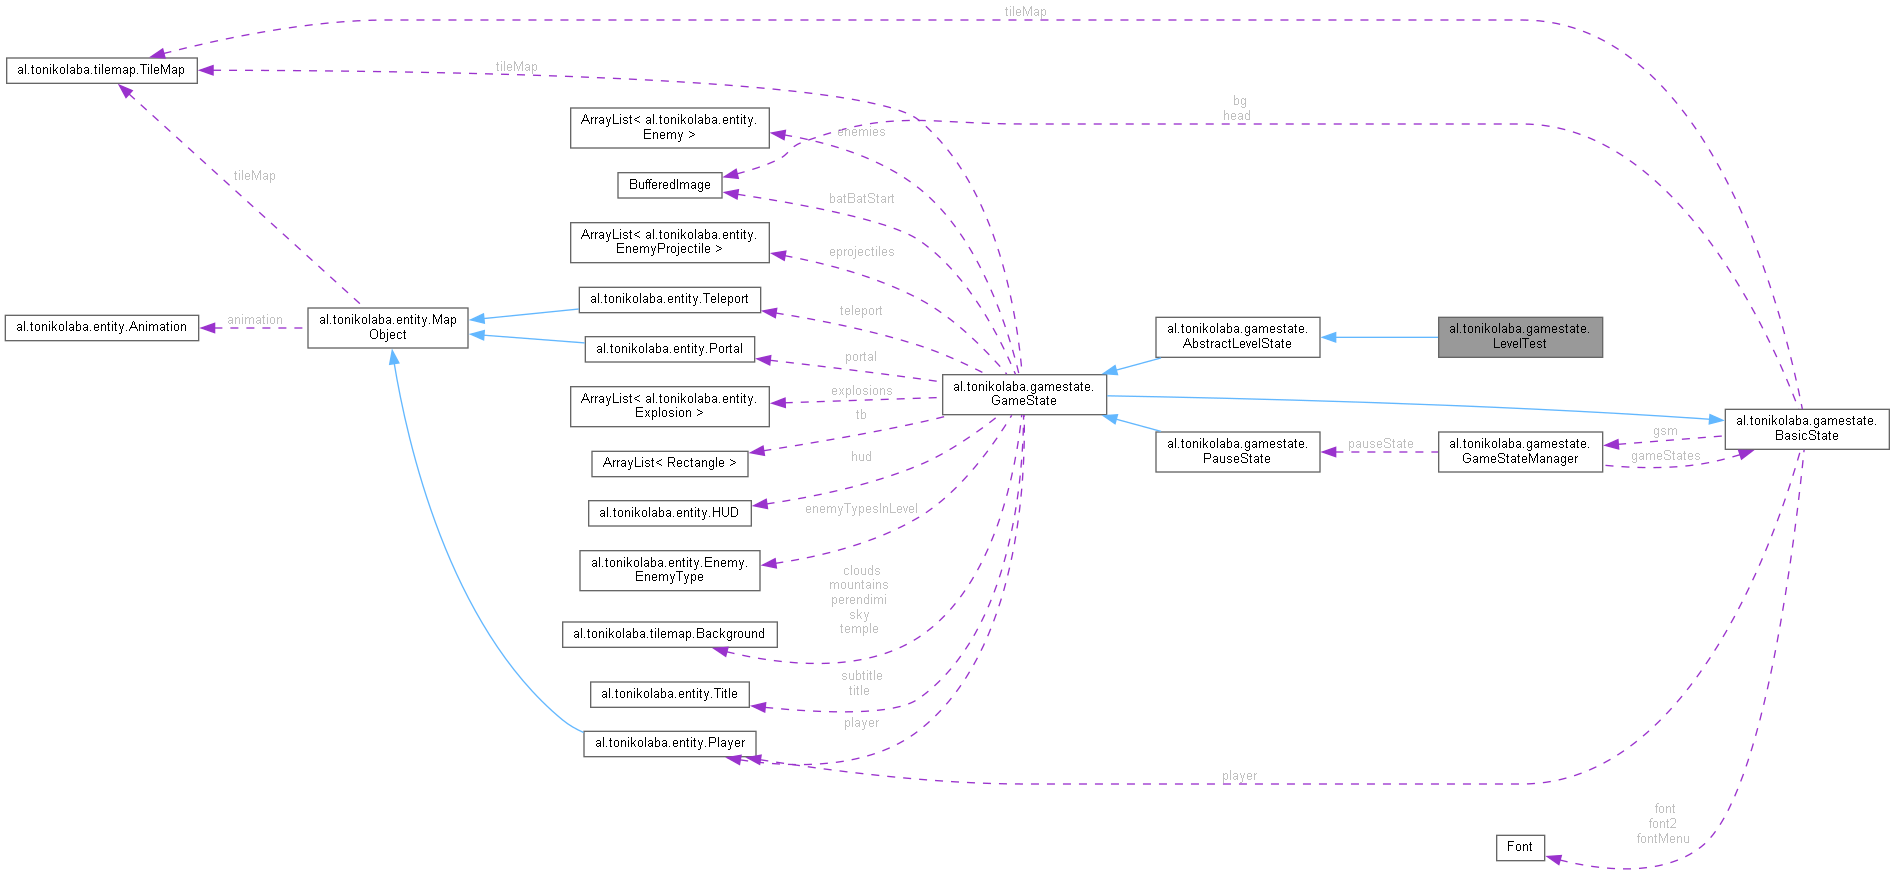 tileMap
al.tonikolaba.tilemap.TileMap
tileMap
bg
head
ArrayList< al.tonikolaba.entity.
Enemy >
enemies
tileMap
BufferedImage
batBatStart
ArrayList< al.tonikolaba.entity.
EnemyProjectile >
eprojectiles
al.tonikolaba.entity.Teleport
teleport
al.tonikolaba.entity.Animation
animation
al.tonikolaba.entity.Map
Object
al.tonikolaba.entity.Portal
portal
al.tonikolaba.gamestate.
AbstractLevelState
al.tonikolaba.gamestate.
LevelTest
ArrayList< al.tonikolaba.entity.
Explosion >
explosions
al.tonikolaba.gamestate.
GameState
tb
ArrayList< Rectangle >
hud
al.tonikolaba.gamestate.
PauseState
pauseState
al.tonikolaba.gamestate.
GameStateManager
gsm
gameStates
al.tonikolaba.gamestate.
BasicState
al.tonikolaba.entity.HUD
enemyTypesInLevel
al.tonikolaba.entity.Enemy.
EnemyType
clouds
mountains
perendimi
sky
temple
al.tonikolaba.tilemap.Background
subtitle
title
al.tonikolaba.entity.Title
player
al.tonikolaba.entity.Player
player
font
font2
fontMenu
Font